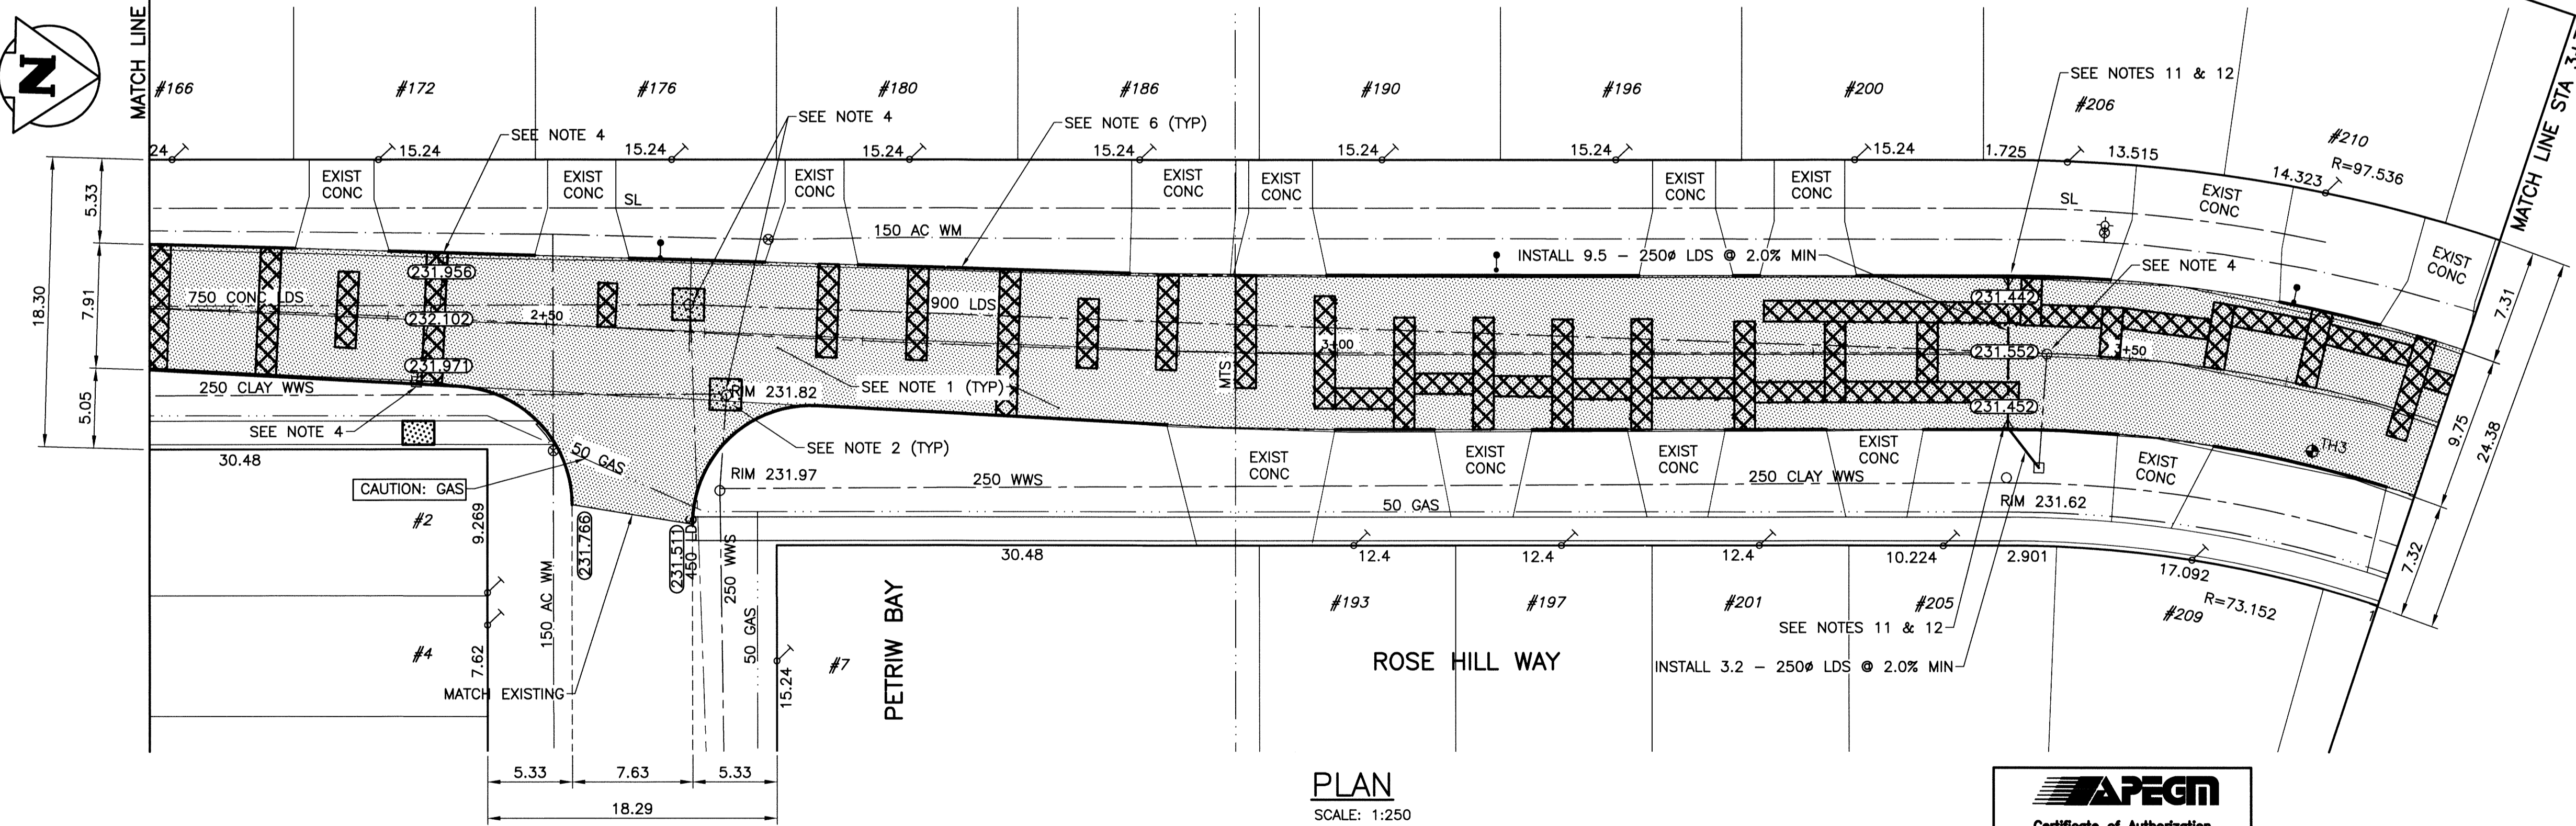 N
MATCH LINE
MATCH LINE STA
#166
#172
#176
#180
#186
#190
#196
#200
#206
#210
SEE NOTES 11 & 12
SEE NOTE 4
SEE NOTE 4
SEE NOTE 6 (TYP)
24
15.24
15.24
15.24
15.24
15.24
15.24
15.24
1.725
13.515
14.323
R=97.536
EXIST CONC
EXIST CONC
EXIST CONC
EXIST CONC
EXIST CONC
EXIST CONC
EXIST CONC
EXIST CONC
EXIST CONC
SL
SL
150 AC WM
INSTALL 9.5 - 250ø LDS @ 2.0% MIN
SEE NOTE 4
18.30
5.33
7.91
5.05
231.956
750 CONC LDS
232.102
2+50
900 LDS
231.971
250 CLAY WWS
RIM 231.82
SEE NOTE 1 (TYP)
MTS
3+00
231.442
231.552
3+50
231.452
7.31
9.75
24.38
7.32
SEE NOTE 4
SEE NOTE 2 (TYP)
30.48
50 GAS
RIM 231.97
250 WWS
EXIST CONC
EXIST CONC
EXIST CONC
EXIST CONC
EXIST CONC
250 CLAY WWS
TH3
CAUTION: GAS
50 GAS
RIM 231.62
#2
9.269
231.766
231.511
450 LDS
250 WWS
150 AC WM
50 GAS
30.48
12.4
12.4
12.4
10.224
2.901
17.092
R=73.152
1
#193
#197
#201
#205
#209
SEE NOTES 11 & 12
#4
7.62
MATCH EXISTING
15.24
#7
PETRIW BAY
ROSE HILL WAY
INSTALL 3.2 - 250ø LDS @ 2.0% MIN
5.33
7.63
5.33
18.29
PLAN
SCALE: 1:250
APEGM
Certificate of Authorization